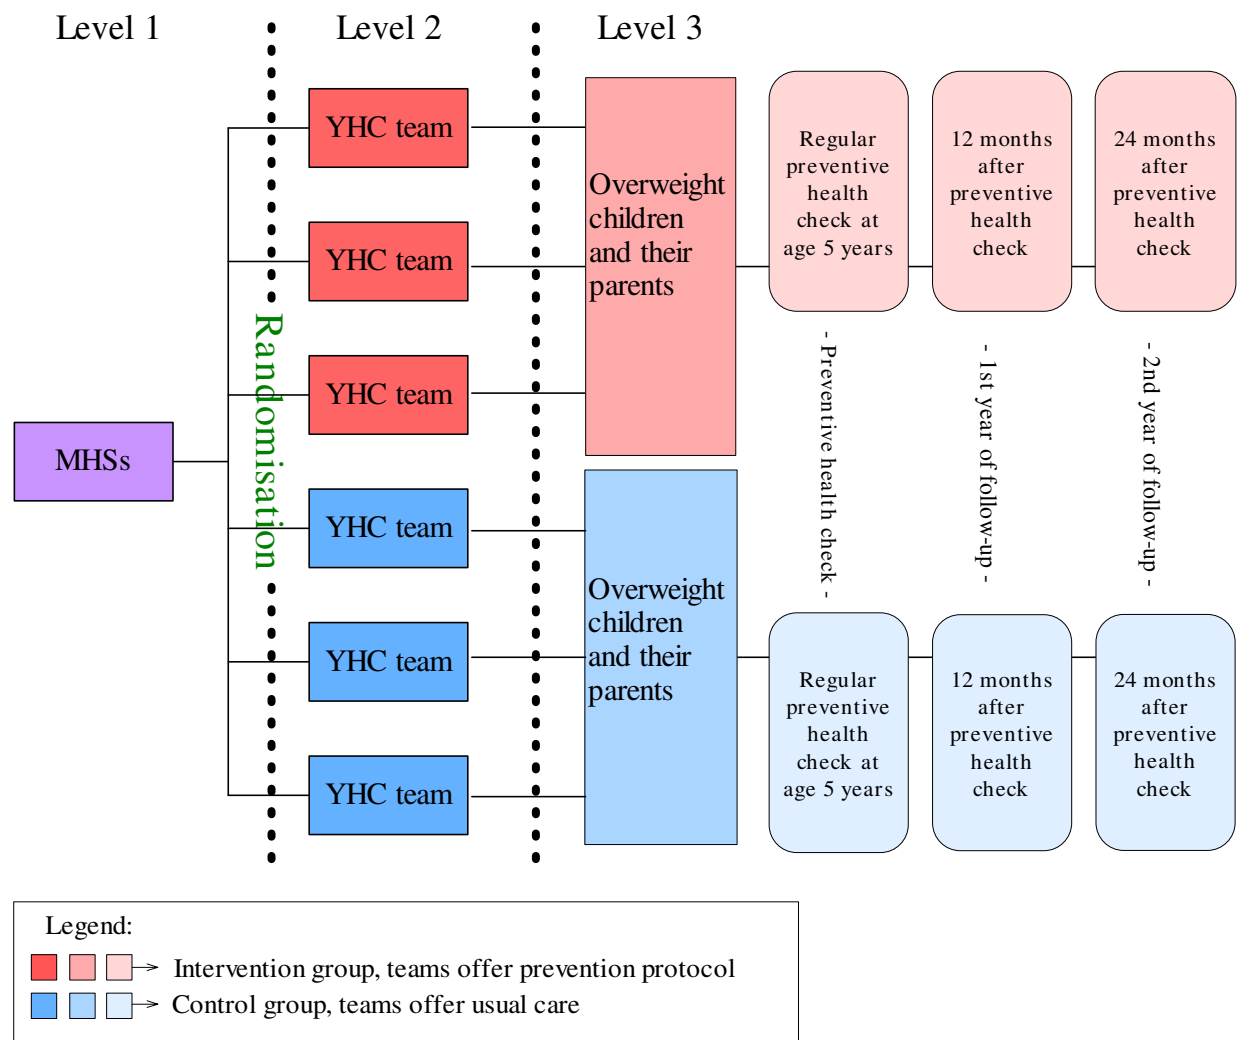 Level 1
Level 2
Level 3
MHSs
Randomisation
YHC team
YHC team
YHC team
YHC team
YHC team
YHC team
Overweight
children
and their
parents
Regular
preventive
health
check at
age 5 years
12 months
after
preventive
health
check
24 months
after
preventive
health
check
- Preventive health check -
- 1st year of follow-up -
- 2nd year of follow-up -
Overweight
children
and their
parents
Regular
preventive
health
check at
age 5 years
12 months
after
preventive
health
check
24 months
after
preventive
health
check
Legend:
Intervention group, teams offer prevention protocol
Control group, teams offer usual care